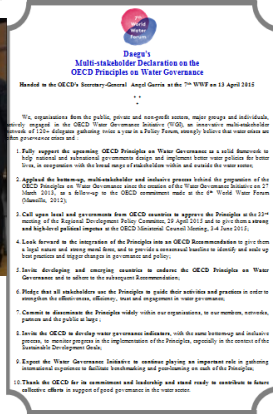 World
Water
Forum
Daegu's
Multi-stakeholder Declaration on the
OECD Principles on Water Governance
Handed to the OECD's Secretary-General Angel Gurría at the 7th WWF on 13 April 2015
* *
*
We, organisations from the public, private and non-profit sectors, major groups and individuals,
actively engaged in the OECD Water Governance Initiative (WGI), an innovative multi-stakeholder
network of 120+ delegates gathering twice a year in a Policy Forum, strongly believe that water crises are
often governance crises and :
1. Fully support the upcoming OECD Principles on Water Governance as a solid framework to
help national and subnational governments design and implement better water policies for better
lives, in cooperation with the broad range of stakeholders within and outside the water sector;
2. Applaud the bottom-up, multi-stakeholder and inclusive process behind the preparation of the
OECD Principles on Water Governance since the creation of the Water Governance Initiative on 27
March 2013, as a follow-up to the OECD commitment made at the 6th World Water Forum
(Marseille, 2012);
3. Call upon local and governments from OECD countries to approve the Principles at the 33rd
meeting of the Regional Development Policy Committee, 29 April 2015 and to give them a strong
and high-level political impetus at the OECD Ministerial Council Meeting, 3-4 June 2015;
4. Look forward to the integration of the Principles into an OECD Recommendation to give them
a legal nature and strong moral force, and to provide a consensual baseline to identify and scale up
best practices and trigger changes in governance and policy;
5. Invite developing and emerging countries to endorse the OECD Principles on Water
Governance and to adhere to the subsequent Recommendation;
6. Pledge that all stakeholders use the Principles to guide their activities and practices in order to
strengthen the effectiveness, efficiency, trust and engagement in water governance;
7. Commit to disseminate the Principles widely within our organisations, to our members, networks,
partners and the public at large;
8. Invite the OECD to develop water governance indicators, with the same bottom-up and inclusive
process, to monitor progress in the implementation of the Principles, especially in the context of the
Sustainable Development Goals;
9. Expect the Water Governance Initiative to continue playing an important role in gathering
international experience to facilitate benchmarking and peer-learning on each of the Principles;
10. Thank the OECD for its commitment and leadership and stand ready to contribute to future
collective efforts in support of good governance in the water sector.